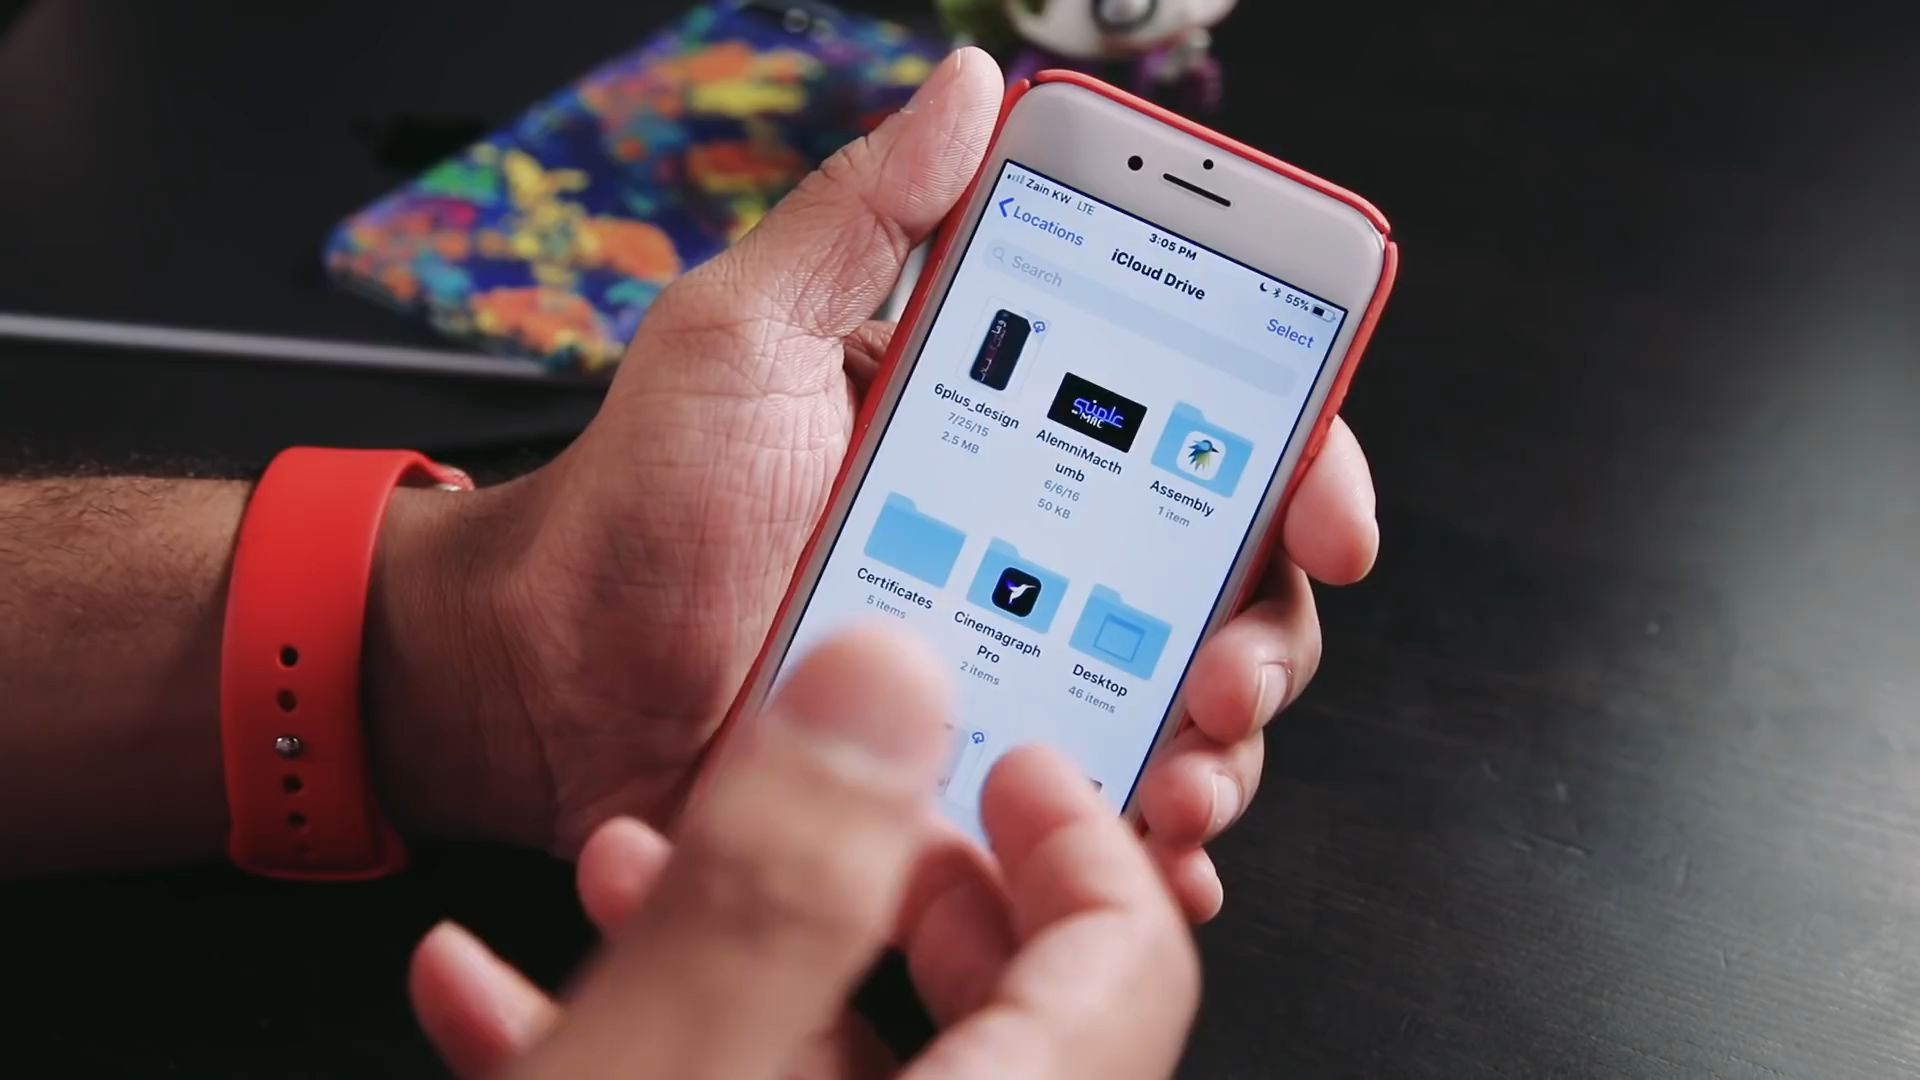 Zain KW LTE
3:05 PM
55%
Locations
iCloud Drive
Select
Search
6plus_design
7/25/15
2.5 MB
علمني
MAC
AlemniMacth
umb
6/6/16
50 KB
Assembly
1 item
Certificates
5 items
Cinemagraph
Pro
2 items
Desktop
46 items